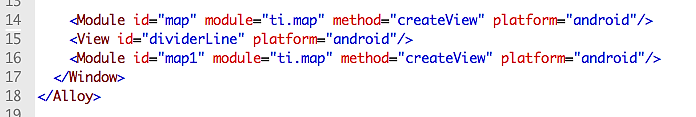 14 <Module id="map" module="ti.map" method="createView" platform="android"/>
15 <View id="dividerLine" platform="android"/>
16 <Module id="map1" module="ti.map" method="createView" platform="android"/>
17 </Window>
18 </Alloy>
19